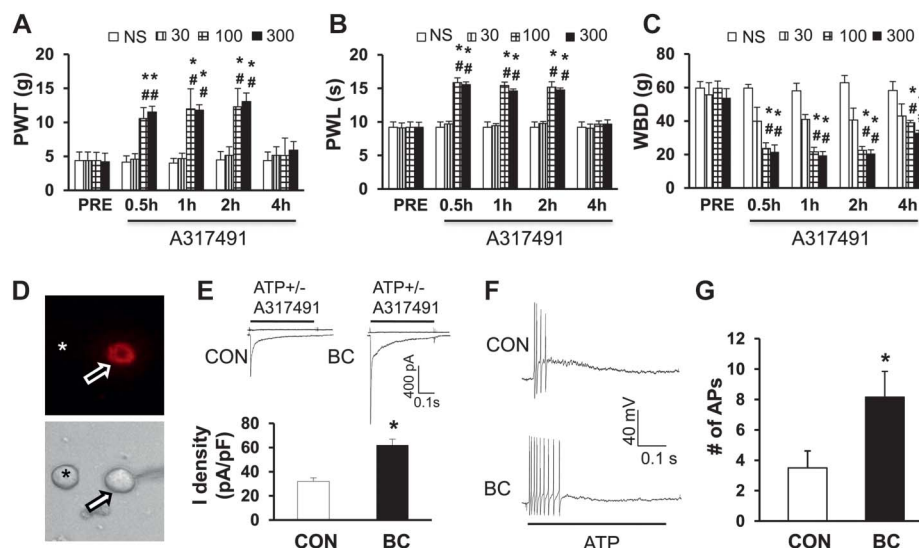 A
□ NS ▥ 30 ▦ 100 ■ 300
PWT (g)
20
15
10
5
0
** * * * *
## # # # #
PRE 0.5h 1h 2h 4h
A317491
B
□ NS ▥ 30 ▦ 100 ■ 300
PWL (s)
20
15
10
5
0
* * * * * *
# # # # # #
PRE 0.5h 1h 2h 4h
A317491
C
□ NS ▥ 30 ▦ 100 ■ 300
WBD (g)
80
60
40
20
0
* * * * * * * *
# # # # # # # #
PRE 0.5h 1h 2h 4h
A317491
D
*
*
E
ATP+/-
A317491
ATP+/-
A317491
CON
BC
400 pA
0.1s
I density
(pA/pF)
80
60
40
20
0
*
CON BC
F
CON
40 mV
0.1 s
BC
ATP
G
# of APs
12
10
8
6
4
2
0
*
CON BC